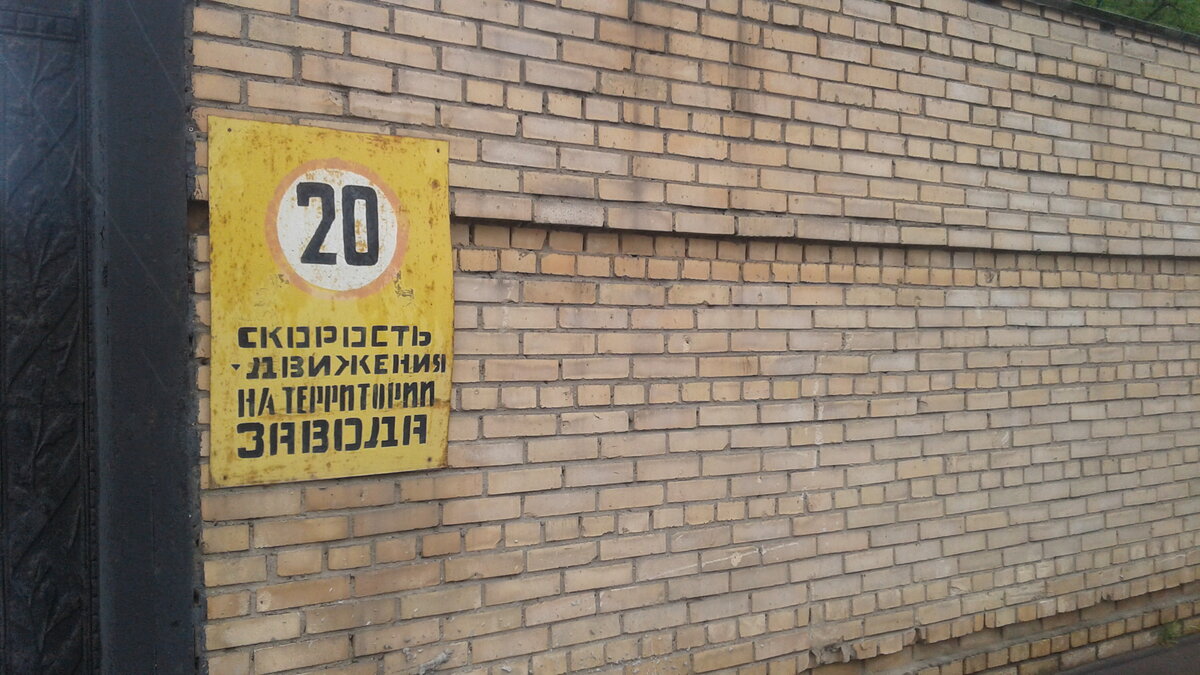 20
СКОРОСТЬ
ДВИЖЕНИЯ
НА ТЕРРИТОРИИ
ЗАВОДА